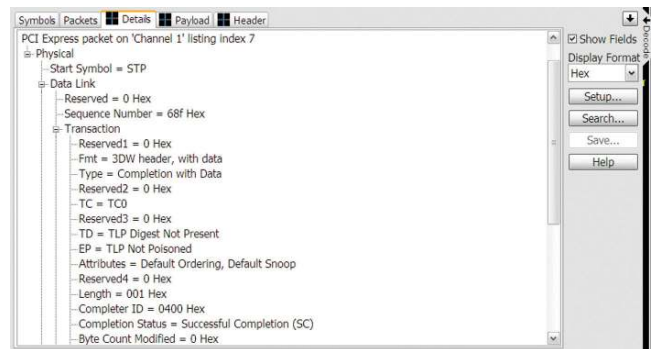 Symbols Packets Details Payload Header
PCI Express packet on 'Channel 1' listing index 7
Physical
Start Symbol = STP
Data Link
Reserved = 0 Hex
Sequence Number = 68f Hex
Transaction
Reserved1 = 0 Hex
Fmt = 3DW header, with data
Type = Completion with Data
Reserved2 = 0 Hex
TC = TC0
Reserved3 = 0 Hex
TD = TLP Digest Not Present
EP = TLP Not Poisoned
Attributes = Default Ordering, Default Snoop
Reserved4 = 0 Hex
Length = 001 Hex
Completer ID = 0400 Hex
Completion Status = Successful Completion (SC)
Byte Count Modified = 0 Hex
Show Fields
Display Format
Hex
Setup...
Search...
Save...
Help
Decode